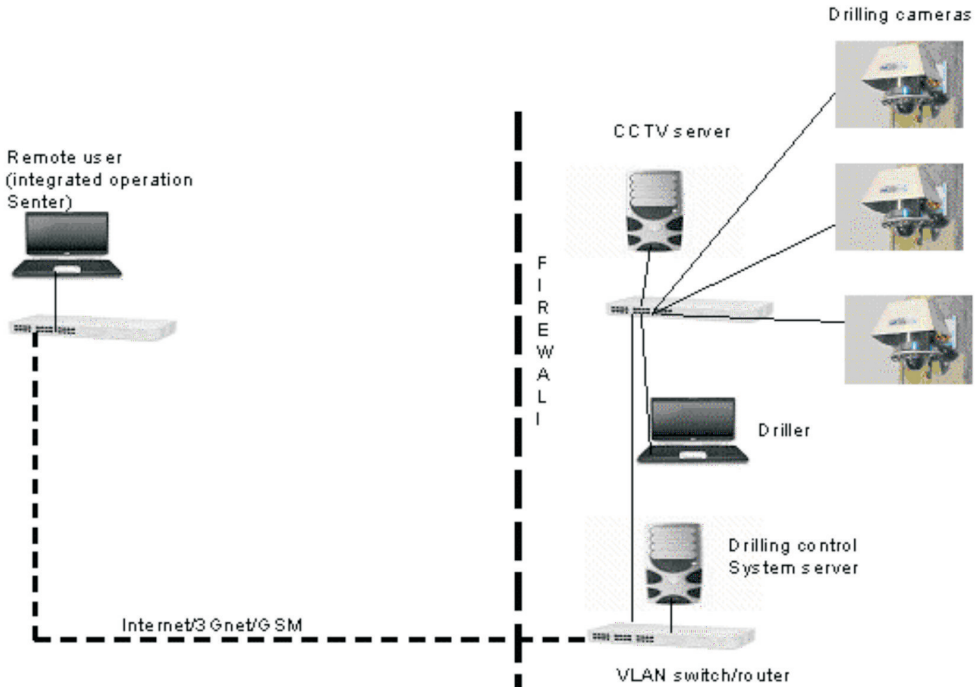 Drilling cameras
CCTV server
Remote user
(integrated operation
Senter)
F
I
R
E
W
A
L
I
Driller
Drilling control
System server
Internet/3Gnet/GSM
VLAN switch/router